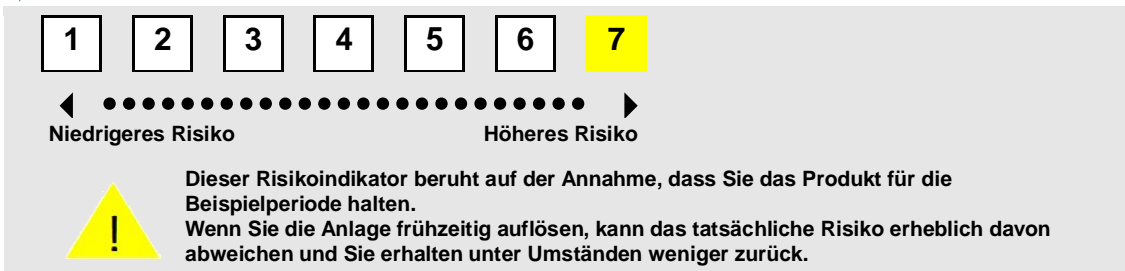 1 2 3 4 5 6 7
Niedrigeres Risiko Höheres Risiko
Dieser Risikoindikator beruht auf der Annahme, dass Sie das Produkt für die
Beispielperiode halten.
Wenn Sie die Anlage frühzeitig auflösen, kann das tatsächliche Risiko erheblich davon
abweichen und Sie erhalten unter Umständen weniger zurück.
!